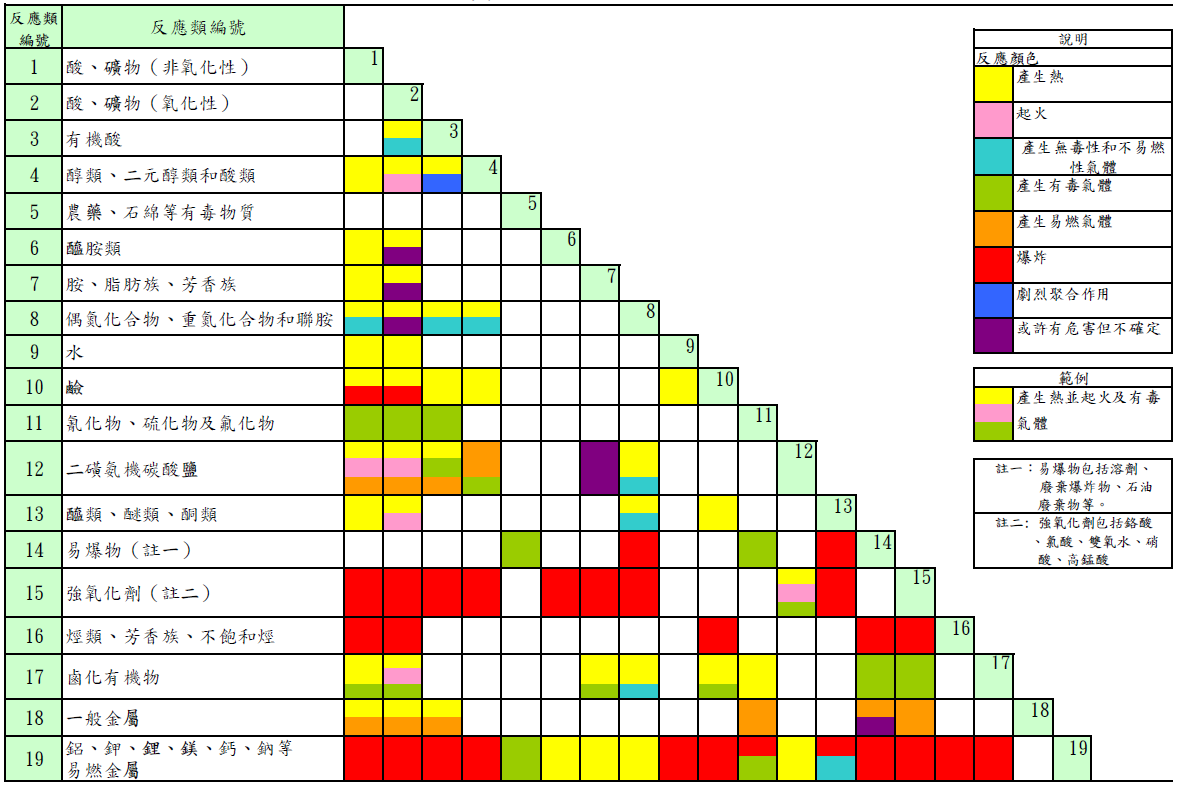 反應類
編號
反應類編號
1
酸、礦物（非氧化性）
1
2
酸、礦物（氧化性）
2
3
有機酸
3
4
醇類、二元醇類和酸類
4
5
農藥、石綿等有毒物質
5
6
醯胺類
6
7
胺、脂肪族、芳香族
7
8
偶氮化合物、重氮化合物和聯胺
8
9
水
9
10
鹼
10
11
氰化物、硫化物及氟化物
11
12
二磺氨機碳酸鹽
12
13
醯類、醚類、酮類
13
14
易爆物（註一）
14
15
強氧化劑（註二）
15
16
烴類、芳香族、不飽和烴
16
17
鹵化有機物
17
18
一般金屬
18
19
鋁、鉀、鋰、鎂、鈣、鈉等
易燃金屬
19
說明
反應顏色
產生熱
起火
產生無毒性和不易燃
性氣體
產生有毒氣體
產生易燃氣體
爆炸
劇烈聚合作用
或許有危害但不確定
範例
產生熱並起火及有毒
氣體
註一：易爆物包括溶劑、
廢棄爆炸物、石油
廢棄物等。
註二: 強氧化劑包括鉻酸
、氯酸、雙氧水、硝
酸、高錳酸